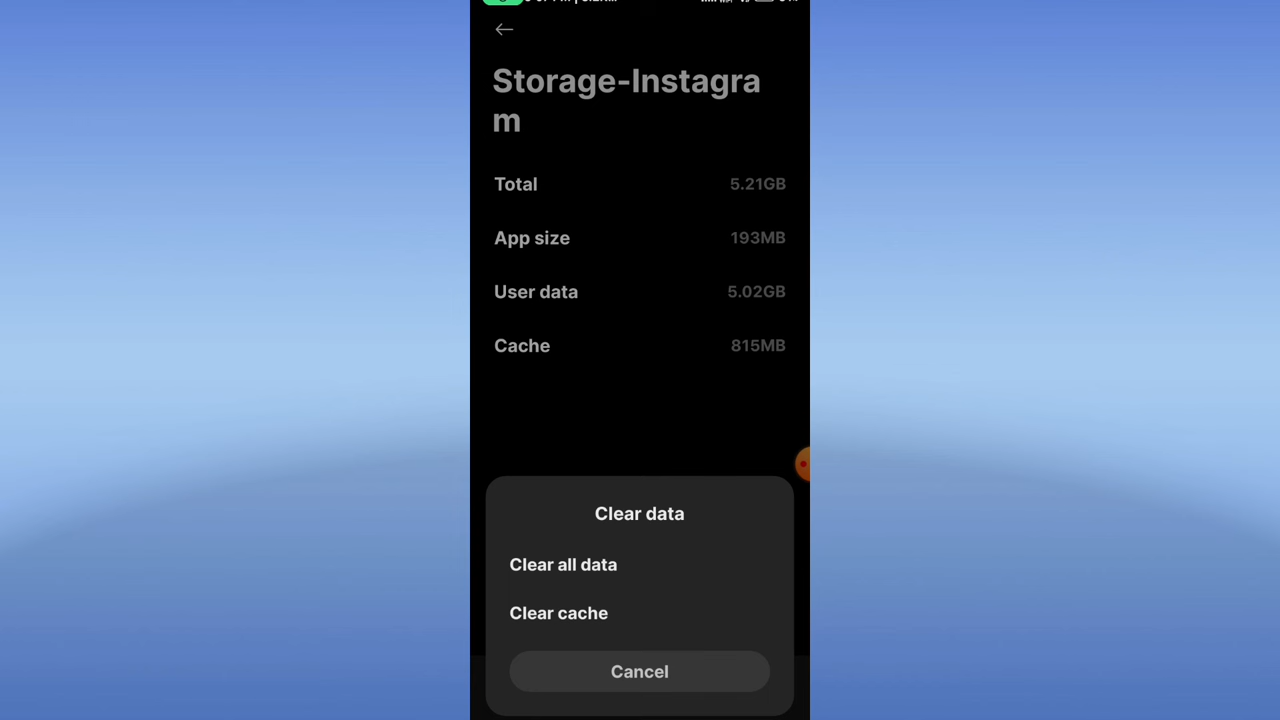 Storage-Instagra
m
Total 5.21GB
App size 193MB
User data 5.02GB
Cache 815MB
Clear data
Clear all data
Clear cache
Cancel